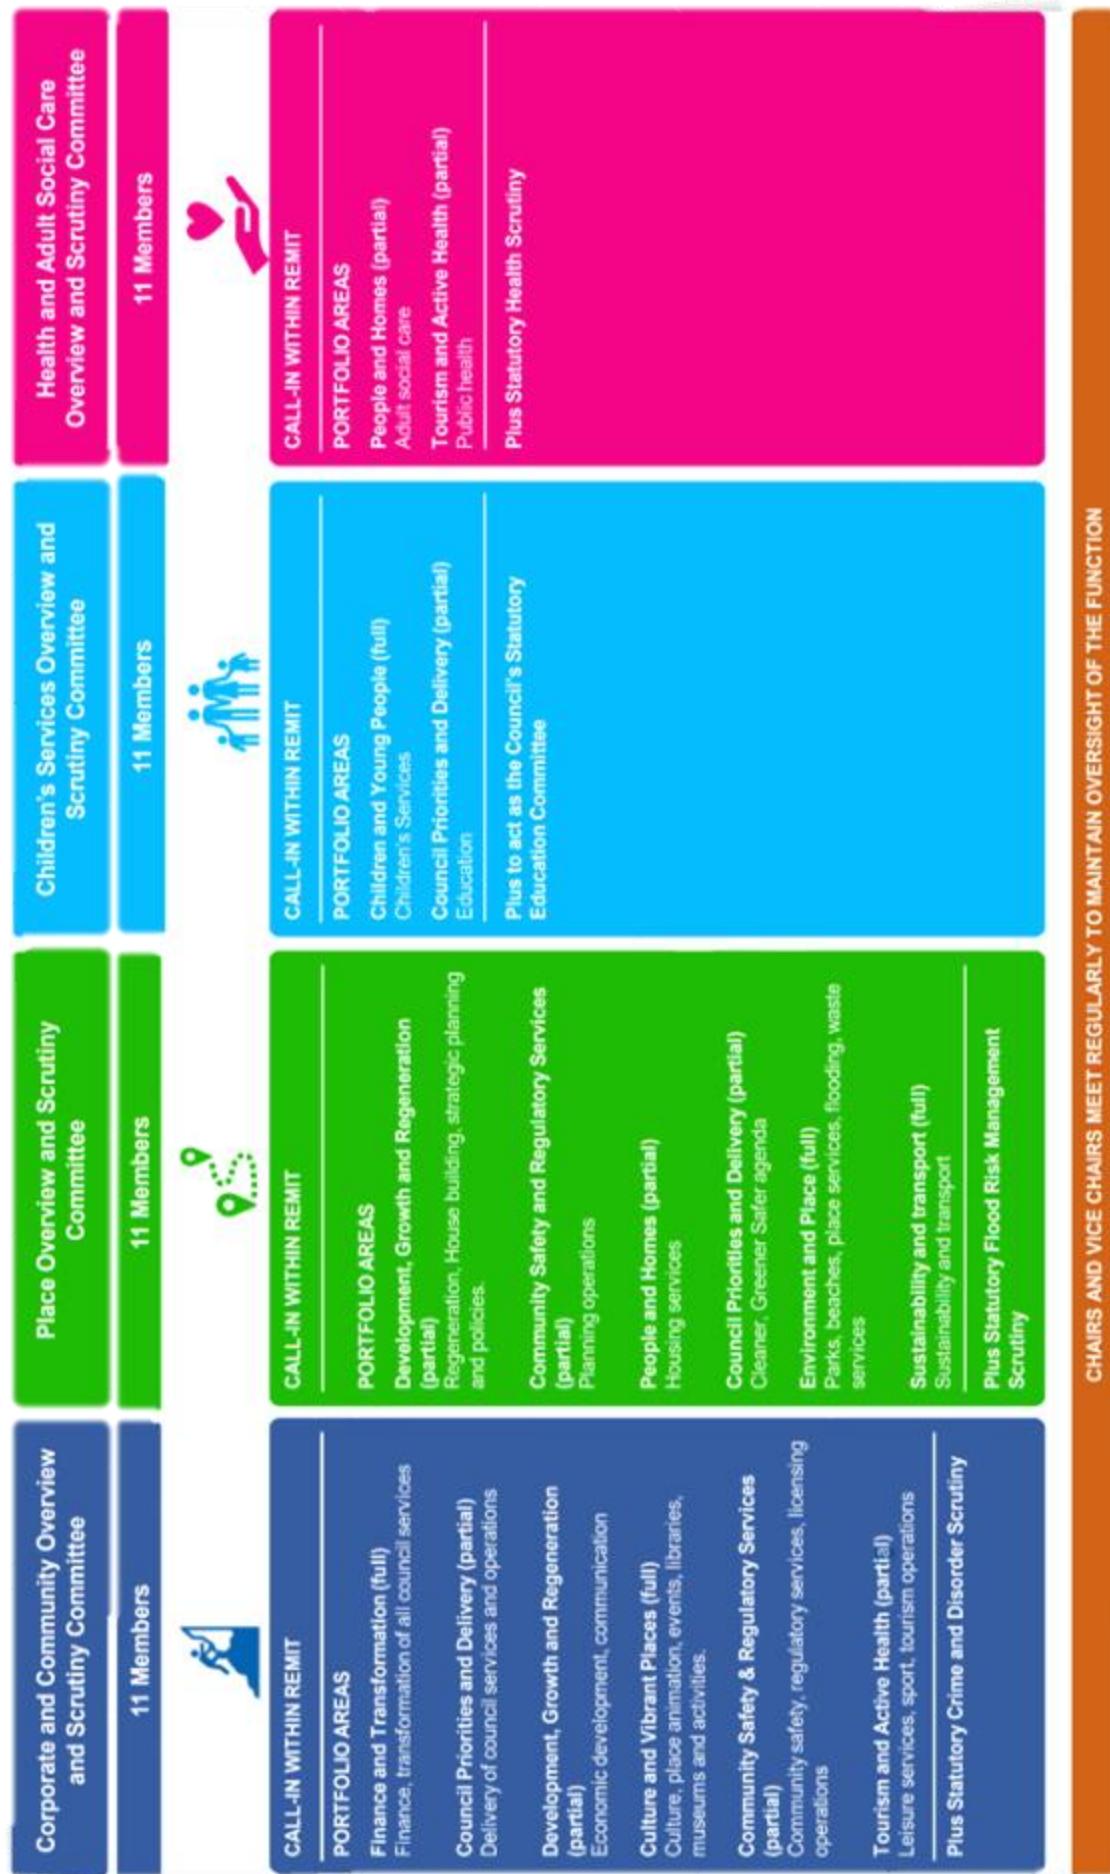 Corporate and Community Overview
and Scrutiny Committee
11 Members
CALL-IN WITHIN REMIT
PORTFOLIO AREAS
Finance and Transformation (full)
Finance, transformation of all council services
Council Priorities and Delivery (partial)
Delivery of council services and operations
Development, Growth and Regeneration
(partial)
Economic development, communication
Culture and Vibrant Places (full)
Culture, place animation, events, libraries,
museums and activities.
Community Safety & Regulatory Services
(partial)
Community safety, regulatory services, licensing
operations
Tourism and Active Health (partial)
Leisure services, sport, tourism operations
Plus Statutory Crime and Disorder Scrutiny
Place Overview and Scrutiny
Committee
11 Members
CALL-IN WITHIN REMIT
PORTFOLIO AREAS
Development, Growth and Regeneration
(partial)
Regeneration, House building, strategic planning
and policies.
Community Safety and Regulatory Services
(partial)
Planning operations
People and Homes (partial)
Housing services
Council Priorities and Delivery (partial)
Cleaner, Greener Safer agenda
Environment and Place (full)
Parks, beaches, place services, flooding, waste
services
Sustainability and transport (full)
Sustainability and transport
Plus Statutory Flood Risk Management
Scrutiny
Children's Services Overview and
Scrutiny Committee
11 Members
CALL-IN WITHIN REMIT
PORTFOLIO AREAS
Children and Young People (full)
Children's Services
Council Priorities and Delivery (partial)
Education
Plus to act as the Council's Statutory
Education Committee
Health and Adult Social Care
Overview and Scrutiny Committee
11 Members
CALL-IN WITHIN REMIT
PORTFOLIO AREAS
People and Homes (partial)
Adult social care
Tourism and Active Health (partial)
Public health
Plus Statutory Health Scrutiny
CHAIRS AND VICE CHAIRS MEET REGULARLY TO MAINTAIN OVERSIGHT OF THE FUNCTION